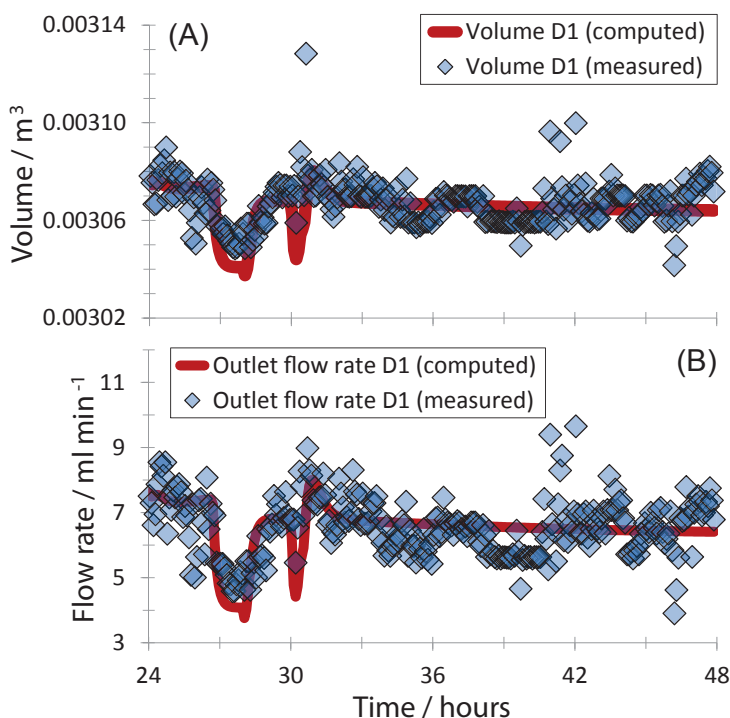 (A)
Volume D1 (computed)
Volume D1 (measured)
0.00314
0.00310
0.00306
0.00302
Volume / m³
(B)
Outlet flow rate D1 (computed)
Outlet flow rate D1 (measured)
11
9
7
5
3
Flow rate / ml min⁻¹
24 30 36 42 48
Time / hours